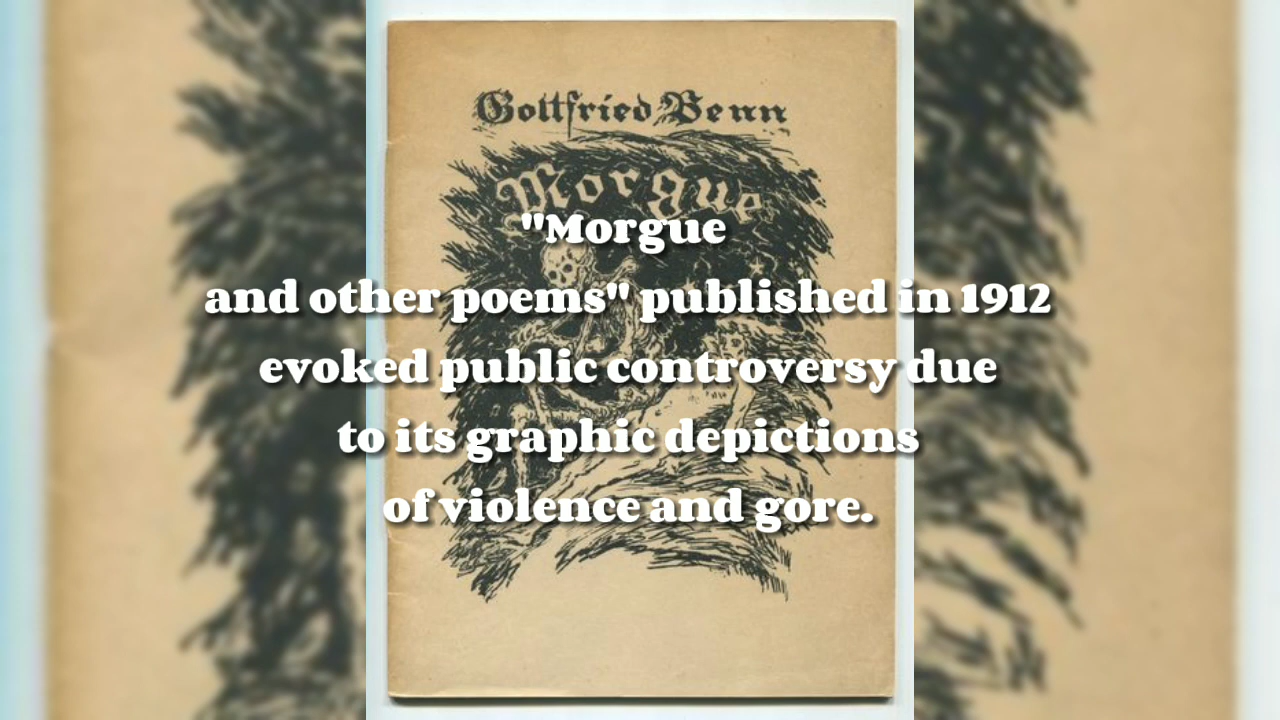 Gottfried Benn
Morgue
"Morgue
and other poems" published in 1912
evoked public controversy due
to its graphic depictions
of violence and gore.